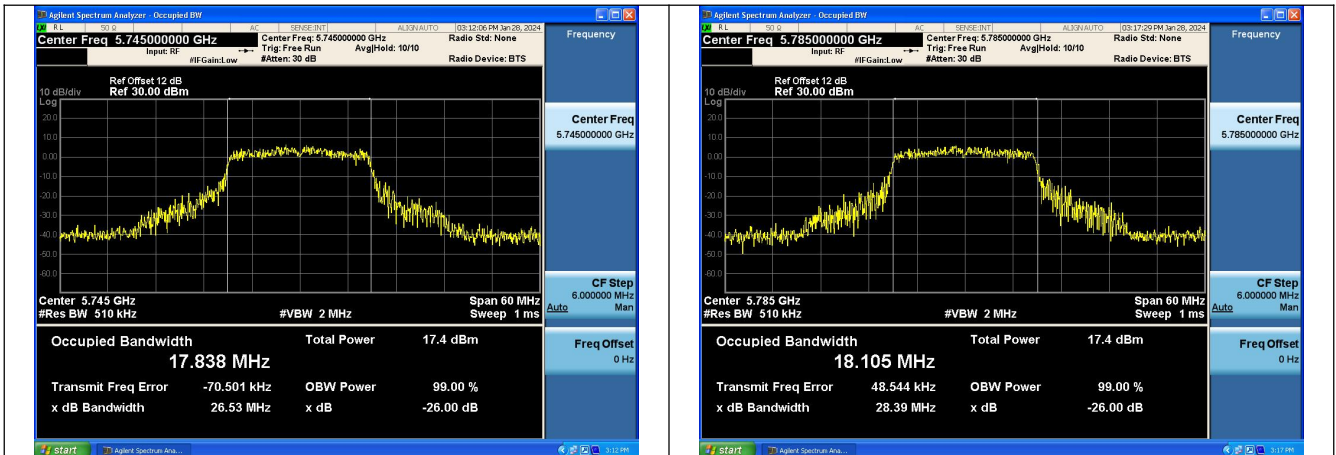 Agilent Spectrum Analyzer - Occupied BW
RL 50 Ω AC SENSE:INT ALIGNAUTO 03:12:06 PM Jan 28, 2024
Center Freq 5.745000000 GHz Center Freq: 5.745000000 GHz Radio Std: None Frequency
Input: RF Trig: Free Run Avg|Hold: 10/10
#IFGain:Low #Atten: 30 dB Radio Device: BTS
Ref Offset 12 dB
10 dB/div Ref 30.00 dBm
Log
20.0
10.0
0.00
-10.0
-20.0
-30.0
-40.0
-50.0
-60.0
Center Freq
5.745000000 GHz
CF Step
6.000000 MHz
Auto Man
Center 5.745 GHz Span 60 MHz
#Res BW 510 kHz #VBW 2 MHz Sweep 1 ms
Occupied Bandwidth Total Power 17.4 dBm
17.838 MHz
Transmit Freq Error -70.501 kHz OBW Power 99.00 %
x dB Bandwidth 26.53 MHz x dB -26.00 dB
Freq Offset
0 Hz
start Agilent Spectrum Ana... 3:12 PM
Agilent Spectrum Analyzer - Occupied BW
RL 50 Ω AC SENSE:INT ALIGNAUTO 03:17:29 PM Jan 28, 2024
Center Freq 5.785000000 GHz Center Freq: 5.785000000 GHz Radio Std: None Frequency
Input: RF Trig: Free Run Avg|Hold: 10/10
#IFGain:Low #Atten: 30 dB Radio Device: BTS
Ref Offset 12 dB
10 dB/div Ref 30.00 dBm
Log
20.0
10.0
0.00
-10.0
-20.0
-30.0
-40.0
-50.0
-60.0
Center Freq
5.785000000 GHz
CF Step
6.000000 MHz
Auto Man
Center 5.785 GHz Span 60 MHz
#Res BW 510 kHz #VBW 2 MHz Sweep 1 ms
Occupied Bandwidth Total Power 17.4 dBm
18.105 MHz
Transmit Freq Error 48.544 kHz OBW Power 99.00 %
x dB Bandwidth 28.39 MHz x dB -26.00 dB
Freq Offset
0 Hz
start Agilent Spectrum Ana... 3:17 PM